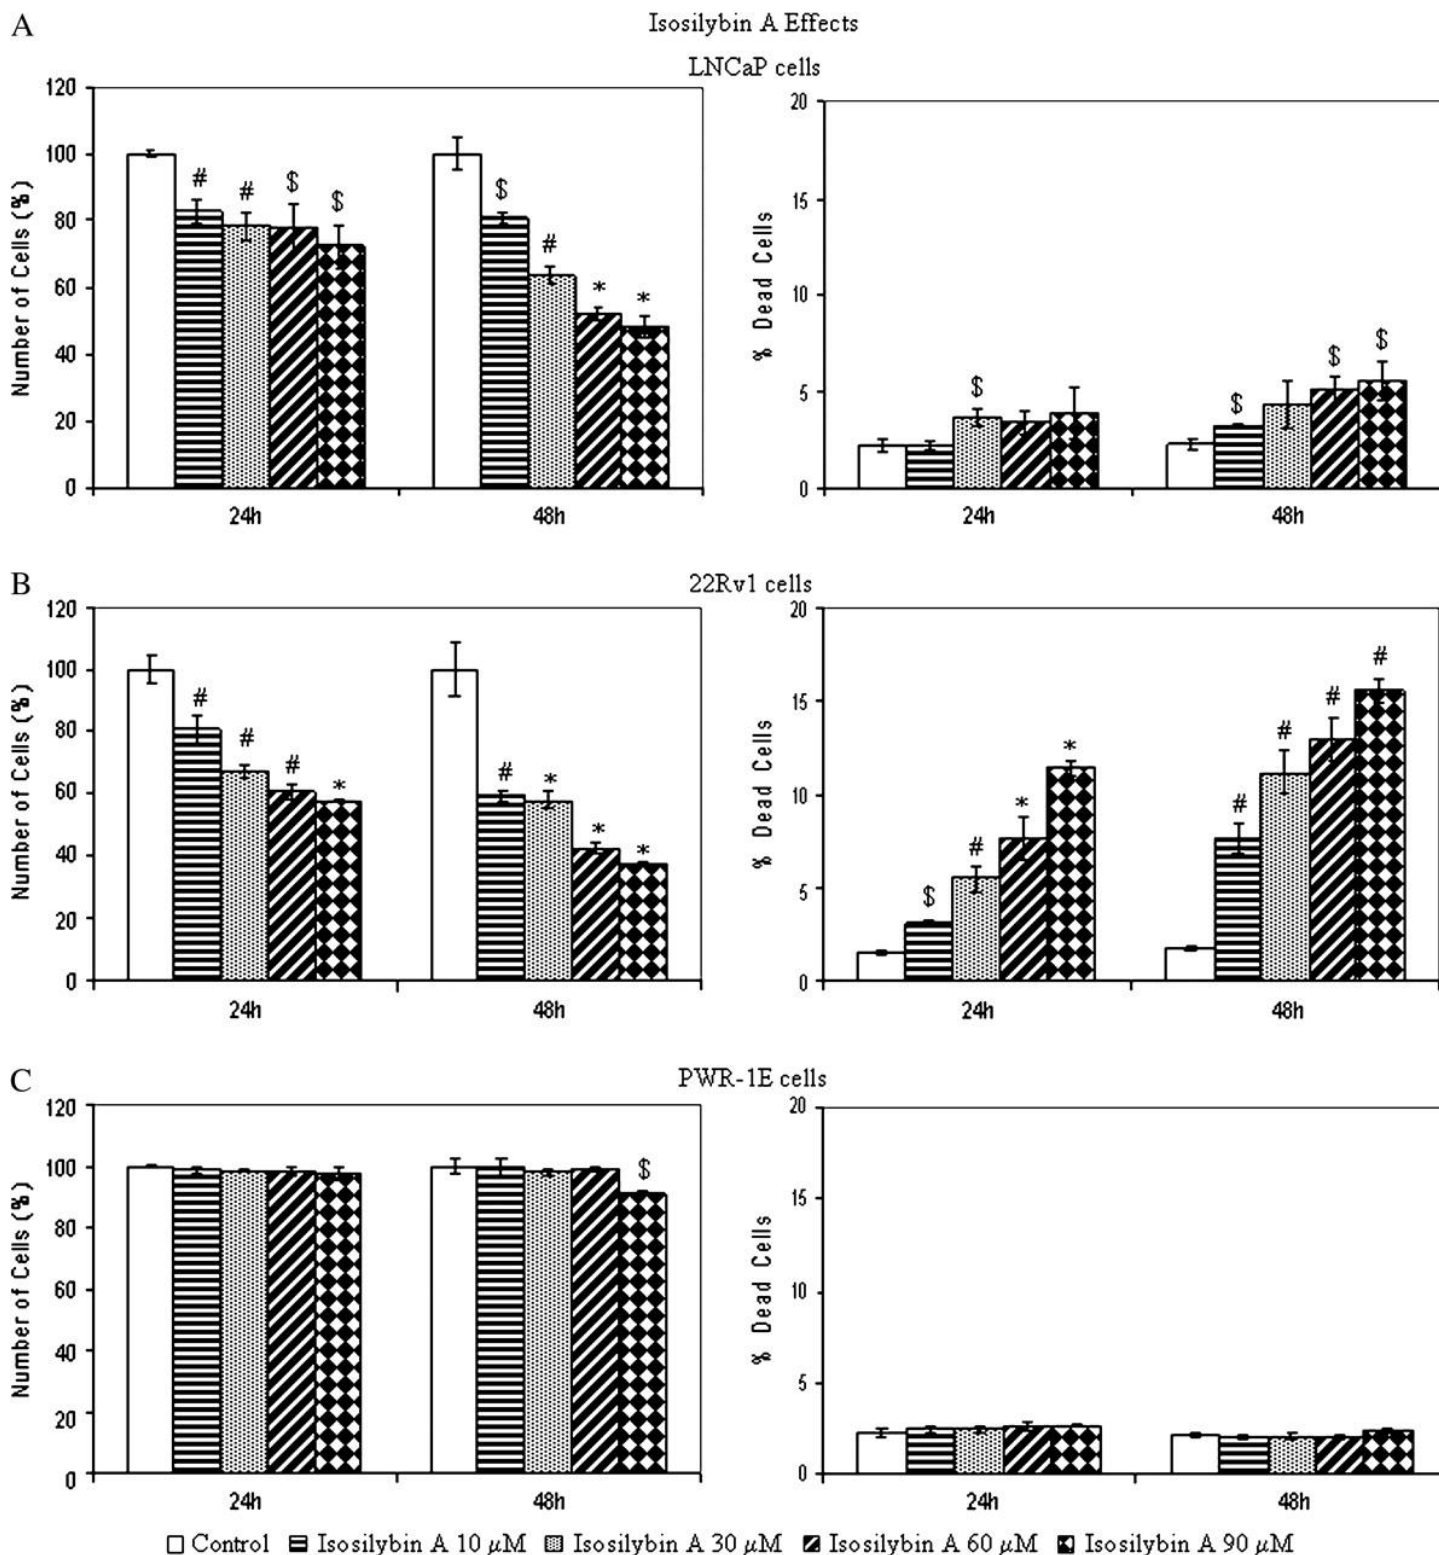 A
Isosilybin A Effects
LNCaP cells
Number of Cells (%)
120
100
80
60
40
20
0
# # $ $
$ # * *
24h 48h
% Dead Cells
20
15
10
5
0
$
$ $ $
24h 48h
B
22Rv1 cells
Number of Cells (%)
120
100
80
60
40
20
0
# # # *
# * * *
24h 48h
% Dead Cells
20
15
10
5
0
$ # * *
# # # #
24h 48h
C
PWR-1E cells
Number of Cells (%)
120
100
80
60
40
20
0
$
24h 48h
% Dead Cells
20
15
10
5
0
24h 48h
Control Isosilybin A 10 μM Isosilybin A 30 μM Isosilybin A 60 μM Isosilybin A 90 μM